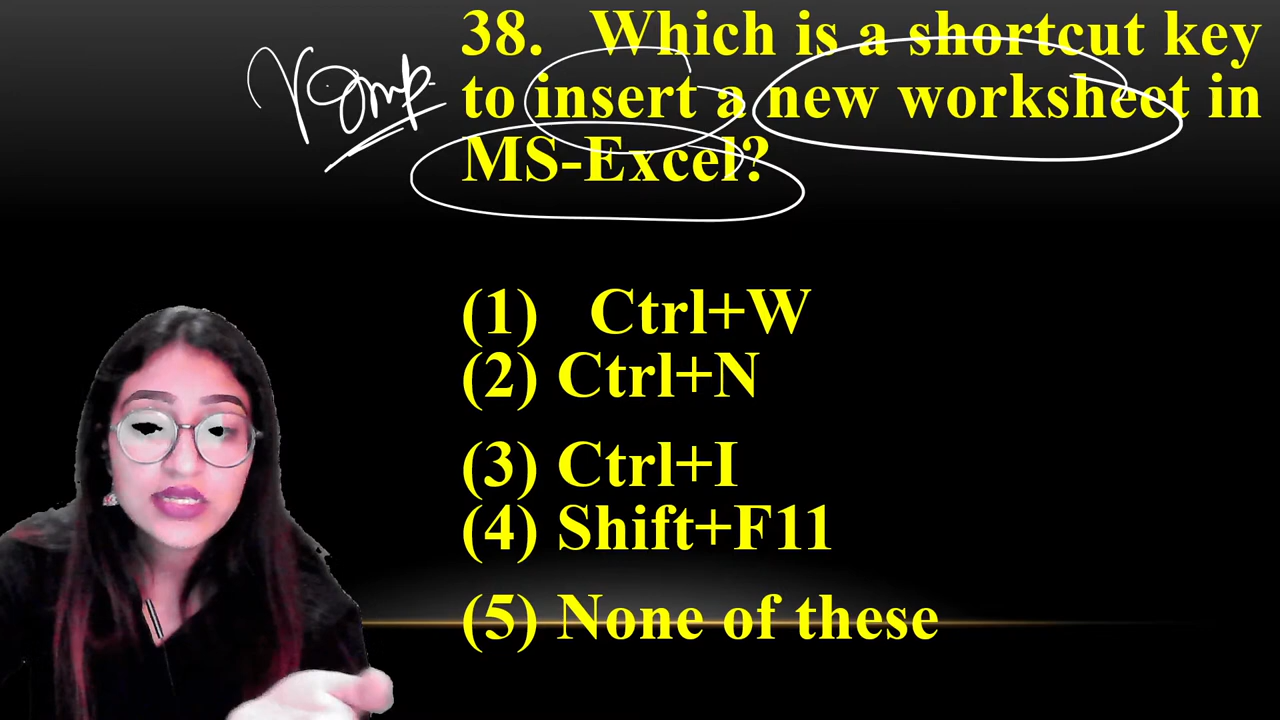 38. Which is a shortcut key
V Imp to insert a new worksheet in
MS-Excel?
(1) Ctrl+W
(2) Ctrl+N
(3) Ctrl+I
(4) Shift+F11
(5) None of these